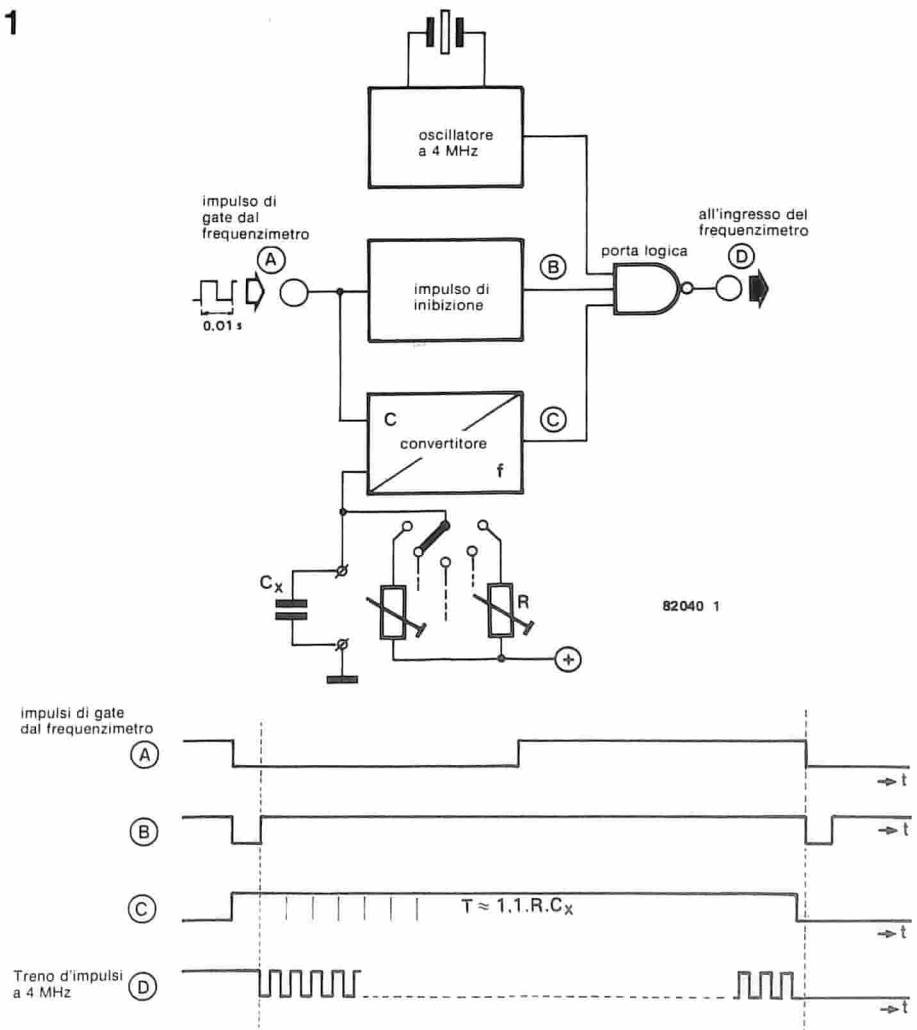 1
oscillatore
a 4 MHz
impulso di
gate dal
frequenzimetro
A
0,01 s
impulso di
inibizione
B
porta logica
all'ingresso del
frequenzimetro
D
C
convertitore
f
C
Cx
R
+
82040 1
impulsi di gate
dal frequenzimetro
A
t
B
t
C
T ≈ 1,1.R.Cx
t
Treno d'impulsi
a 4 MHz
D
t